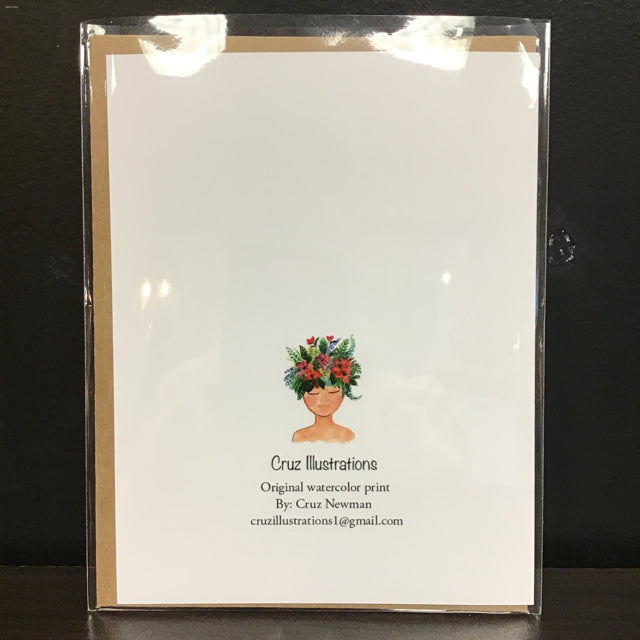 Cruz Illustrations
Original watercolor print
By: Cruz Newman
cruzillustrations1@gmail.com